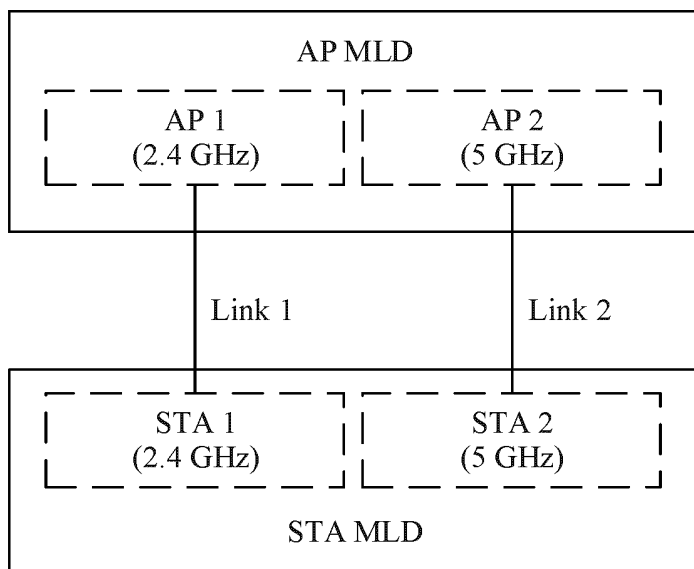 AP MLD
AP 1
(2.4 GHz)
AP 2
(5 GHz)
Link 1
Link 2
STA 1
(2.4 GHz)
STA 2
(5 GHz)
STA MLD